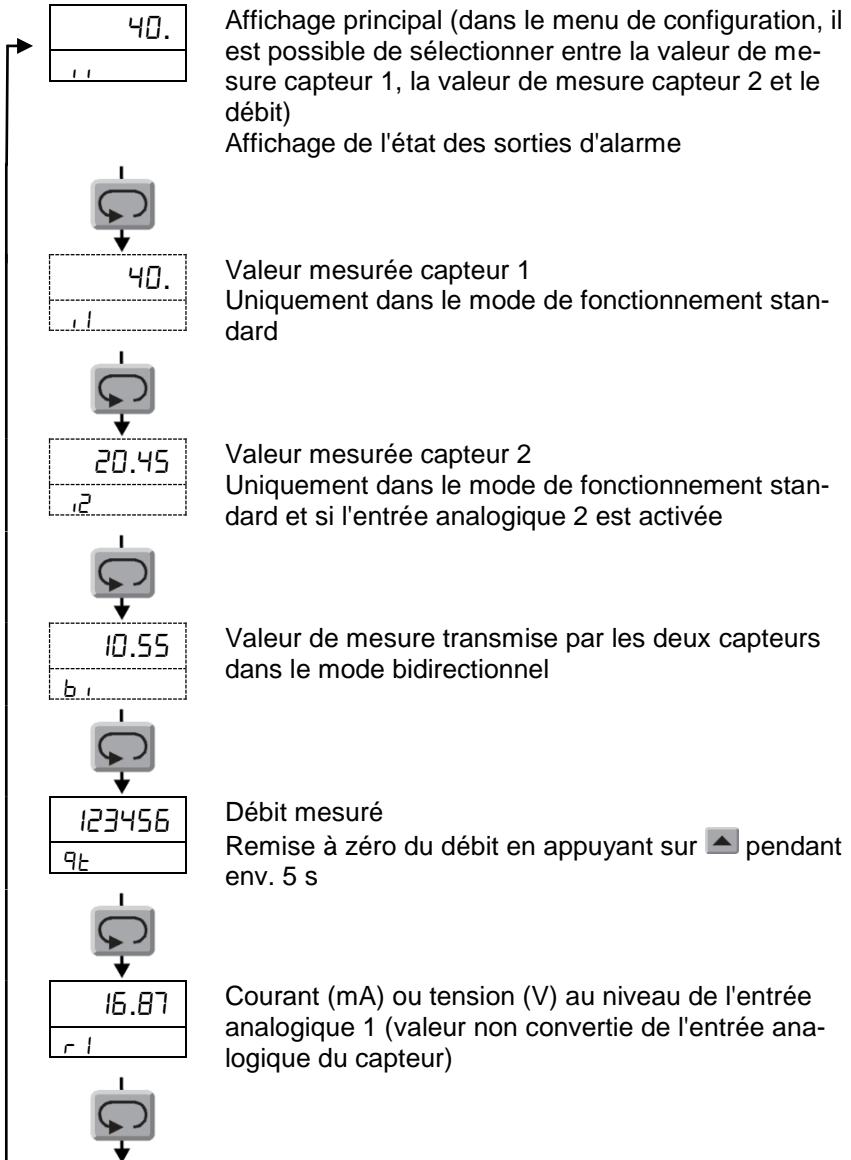 40.
Affichage principal (dans le menu de configuration, il
est possible de sélectionner entre la valeur de me-
sure capteur 1, la valeur de mesure capteur 2 et le
débit)
Affichage de l'état des sorties d'alarme
40.
i1
Valeur mesurée capteur 1
Uniquement dans le mode de fonctionnement stan-
dard
20.45
i2
Valeur mesurée capteur 2
Uniquement dans le mode de fonctionnement stan-
dard et si l'entrée analogique 2 est activée
10.55
bi
Valeur de mesure transmise par les deux capteurs
dans le mode bidirectionnel
123456
qt
Débit mesuré
Remise à zéro du débit en appuyant sur pendant
env. 5 s
16.87
r1
Courant (mA) ou tension (V) au niveau de l'entrée
analogique 1 (valeur non convertie de l'entrée ana-
logique du capteur)